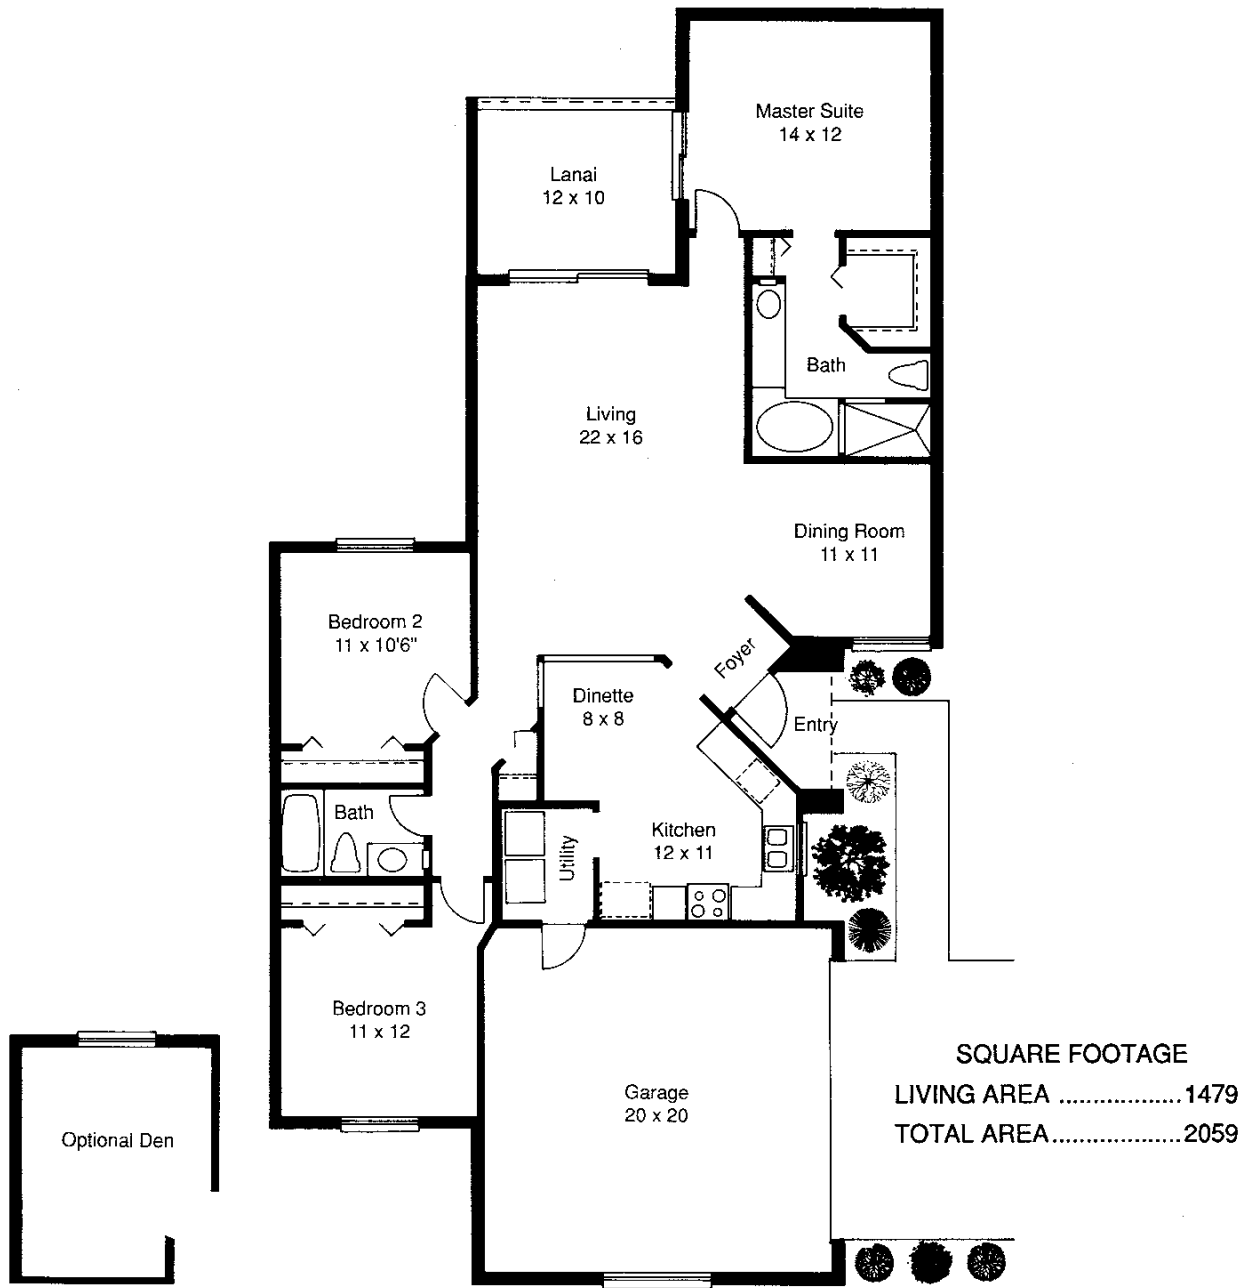 Master Suite
14 x 12
Lanai
12 x 10
Bath
Living
22 x 16
Dining Room
11 x 11
Bedroom 2
11 x 10'6"
Foyer
Dinette
8 x 8
Entry
Bath
Kitchen
12 x 11
Utility
Bedroom 3
11 x 12
Garage
20 x 20
Optional Den
SQUARE FOOTAGE
LIVING AREA ..................1479
TOTAL AREA...................2059